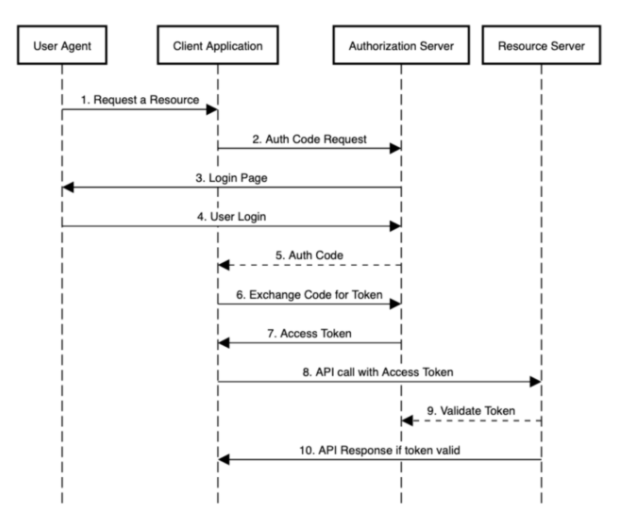 User Agent
Client Application
Authorization Server
Resource Server
1. Request a Resource
2. Auth Code Request
3. Login Page
4. User Login
5. Auth Code
6. Exchange Code for Token
7. Access Token
8. API call with Access Token
9. Validate Token
10. API Response if token valid